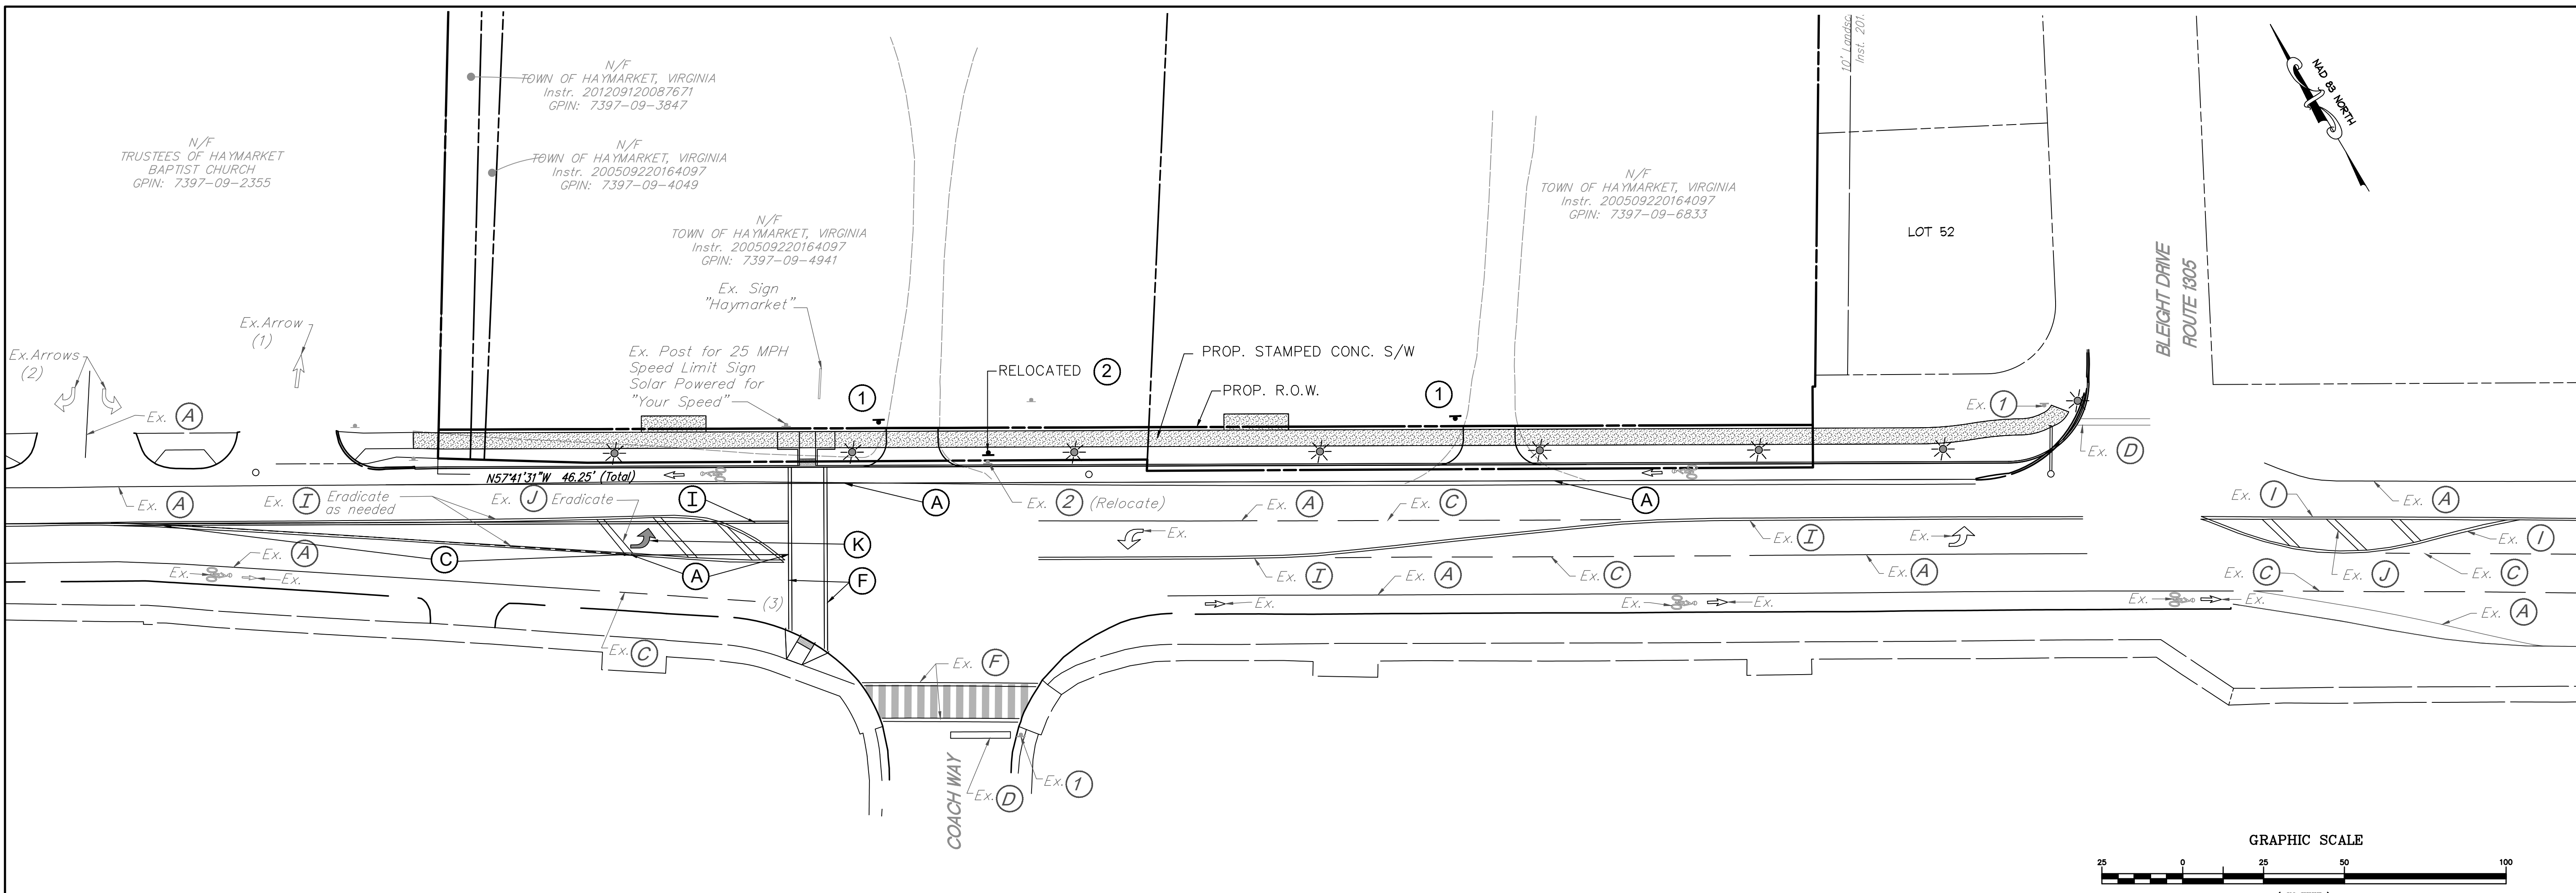 N/F
TOWN OF HAYMARKET, VIRGINIA
Instr. 201209120087671
GPIN: 7397-09-3847
N/F
TRUSTEES OF HAYMARKET
BAPTIST CHURCH
GPIN: 7397-09-2355
N/F
TOWN OF HAYMARKET, VIRGINIA
Instr. 200509220164097
GPIN: 7397-09-4049
N/F
TOWN OF HAYMARKET, VIRGINIA
Instr. 200509220164097
GPIN: 7397-09-4941
N/F
TOWN OF HAYMARKET, VIRGINIA
Instr. 200509220164097
GPIN: 7397-09-6833
10' Landsc
Inst. 201
LOT 52
NAD 83 NORTH
BLEIGHT DRIVE
ROUTE 1305
Ex. Sign
"Haymarket"
Ex.Arrow
(1)
Ex.Arrows
(2)
Ex. A
Ex. Post for 25 MPH
Speed Limit Sign
Solar Powered for
"Your Speed"
1
RELOCATED 2
PROP. STAMPED CONC. S/W
PROP. R.O.W.
1
Ex. 1
Ex. D
N57°41'31"W 46.25' (Total)
Ex. A
Ex. I Eradicate
as needed
Ex. J Eradicate
I
A
Ex. 2 (Relocate)
Ex. A
Ex. C
A
Ex. I
Ex. A
Ex.
Ex. I
Ex.
K
C
A
F
Ex. A
Ex.
Ex.
(3)
Ex. C
Ex. I
Ex. A
Ex. C
Ex. A
Ex. I
Ex. C
Ex. J
Ex. C
Ex.
Ex.
Ex.
Ex.
Ex.
Ex. A
Ex. F
Ex. 1
Ex. D
COACH WAY
GRAPHIC SCALE
25 0 25 50 100